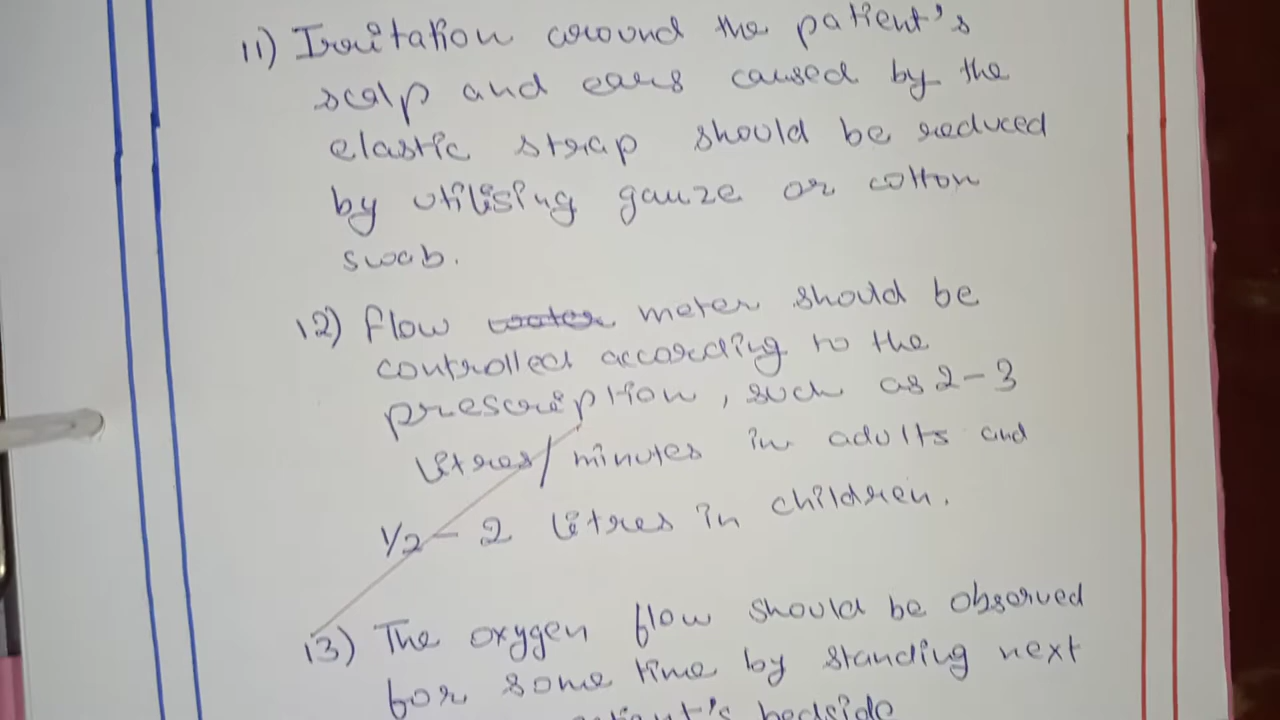 11) Irritation around the patient's
scalp and ears caused by the
elastic strap should be reduced
by utilising gauze or cotton
swab.
12) Flow water meter should be
controlled according to the
prescription, such as 2-3
litres/minutes in adults and
1/2 - 2 litres in children.
13) The oxygen flow should be observed
for some time by standing next
patient's bedside